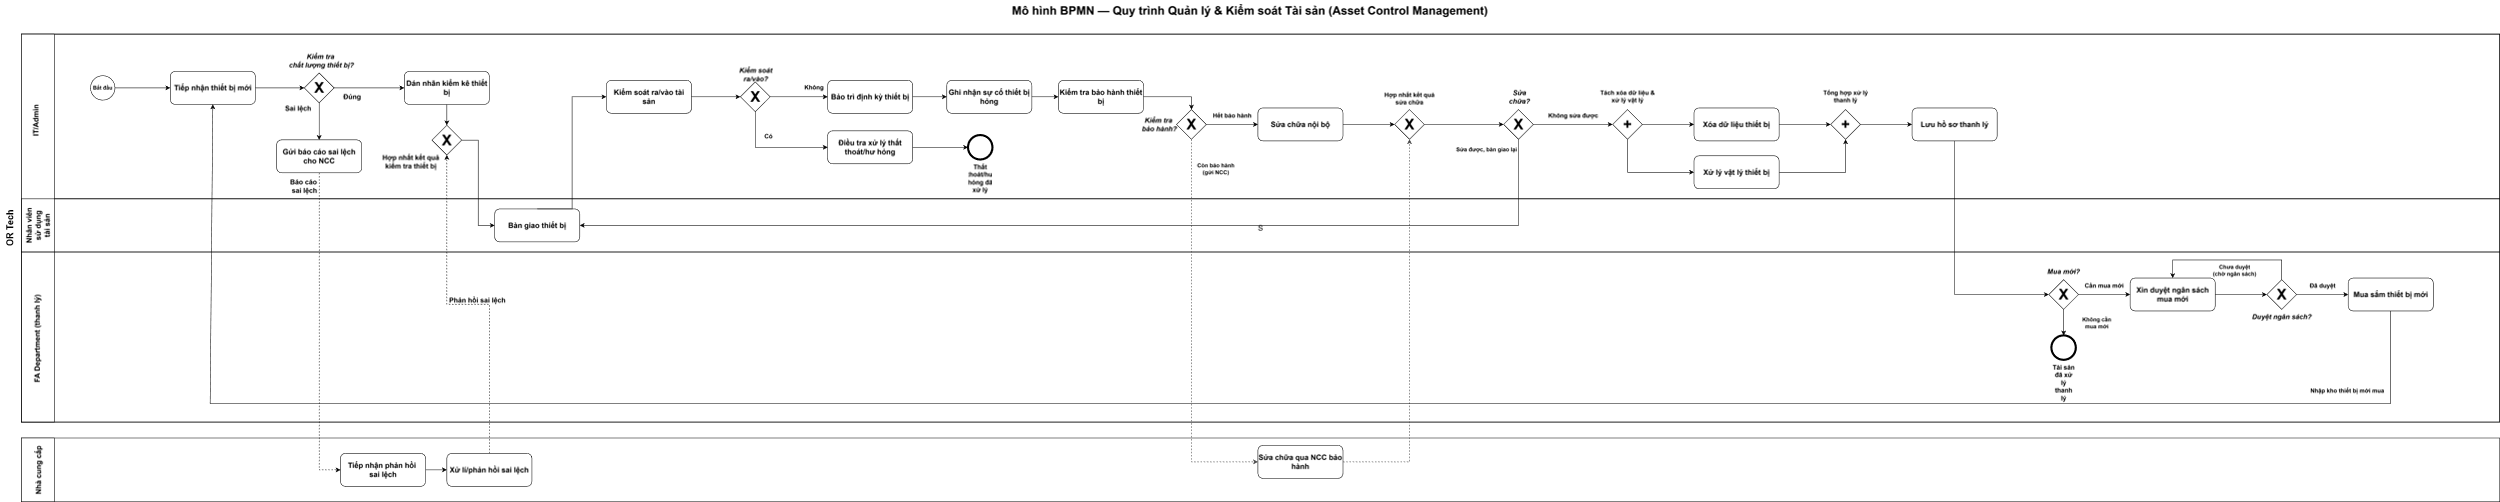 Mô hình BPMN — Quy trình Quản lý & Kiểm soát Tài sản (Asset Control Management)
OR Tech
IT/Admin
Bắt đầu
Tiếp nhận thiết bị mới
Kiểm tra
chất lượng thiết bị?
Sai lệch
Đúng
Gửi báo cáo sai lệch
cho NCC
Báo cáo
sai lệch
Dán nhãn kiểm kê thiết
bị
X
X
Hợp nhất kết quả
kiểm tra thiết bị
Kiểm soát ra/vào tài
sản
Kiểm soát
ra/vào?
X
Không
Có
Bảo trì định kỳ thiết bị
Điều tra xử lý thất
thoát/hư hỏng
Thất
thoát/hư
hỏng đã
xử lý
Ghi nhận sự cố thiết bị
hỏng
Kiểm tra bảo hành thiết
bị
Kiểm tra
bảo hành?
X
Hết bảo hành
Còn bảo hành
(gửi NCC)
Sửa chữa nội bộ
Hợp nhất kết quả
sửa chữa
X
Sửa
chữa?
X
Không sửa được
Sửa được, bàn giao lại
Tách xóa dữ liệu &
xử lý vật lý
+
Xóa dữ liệu thiết bị
Xử lý vật lý thiết bị
Tổng hợp xử lý
thanh lý
+
Lưu hồ sơ thanh lý
Nhân viên
sử dụng
tài sản
Bàn giao thiết bị
S
FA Department (thanh lý)
Phản hồi sai lệch
Mua mới?
X
Cần mua mới
Không cần
mua mới
Tài sản
đã xử
lý
thanh
lý
Xin duyệt ngân sách
mua mới
Chưa duyệt
(chờ ngân sách)
X
Duyệt ngân sách?
Đã duyệt
Mua sắm thiết bị mới
Nhập kho thiết bị mới mua
Nhà cung cấp
Tiếp nhận phản hồi
sai lệch
Xử lí/phản hồi sai lệch
Sửa chữa qua NCC bảo
hành